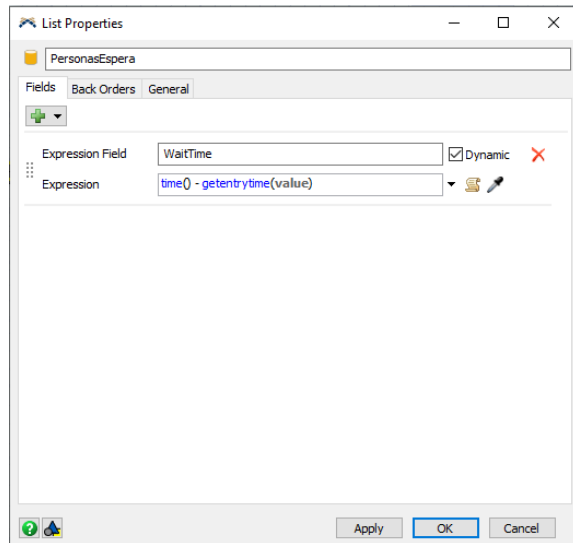 List Properties
PersonasEspera
Fields Back Orders General
Expression Field WaitTime Dynamic
Expression time() - getentrytime(value)
Apply OK Cancel